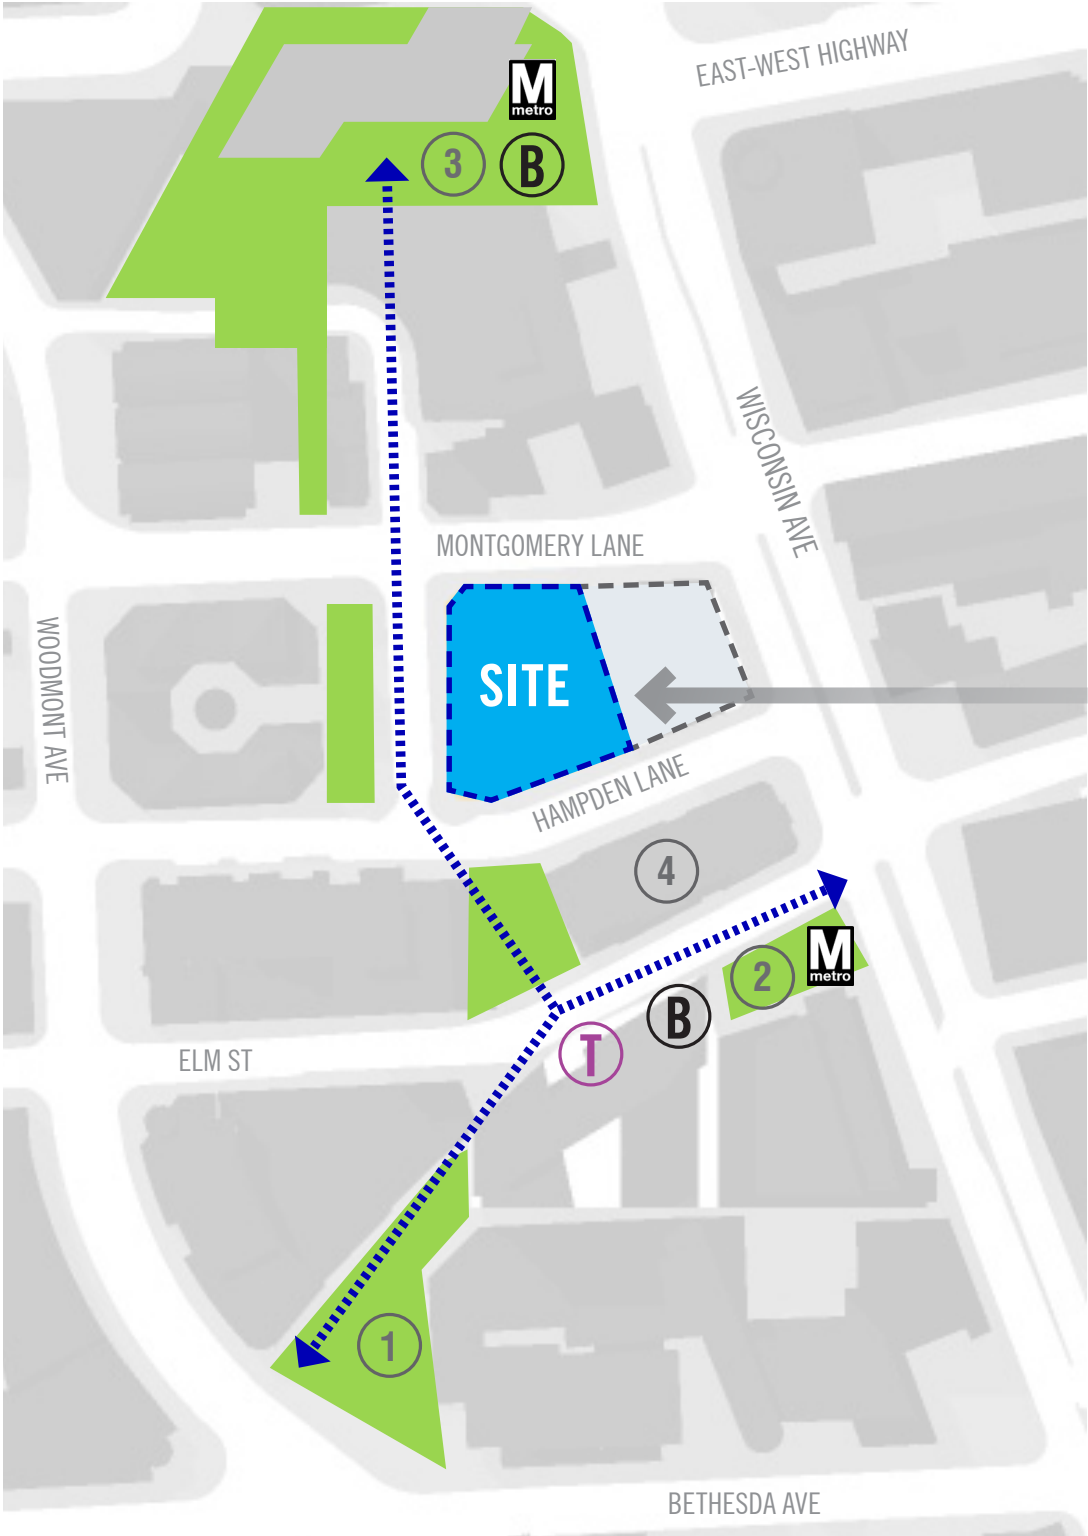 EAST-WEST HIGHWAY
M
metro
3
B
WISCONSIN AVE
MONTGOMERY LANE
WOODMONT AVE
SITE
HAMPDEN LANE
4
2
M
metro
B
T
ELM ST
1
BETHESDA AVE